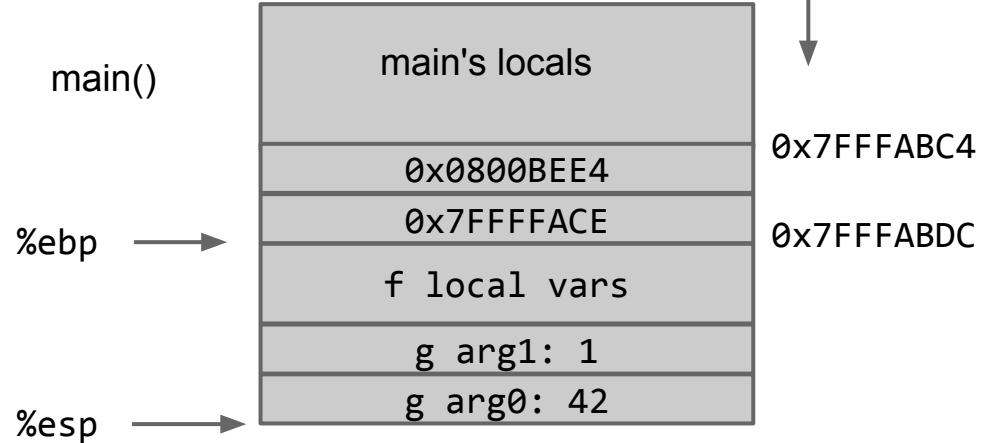 main's locals
main()
0x7FFFABC4
0x0800BEE4
0x7FFFFACE
%ebp
0x7FFFABDC
f local vars
g arg1: 1
g arg0: 42
%esp